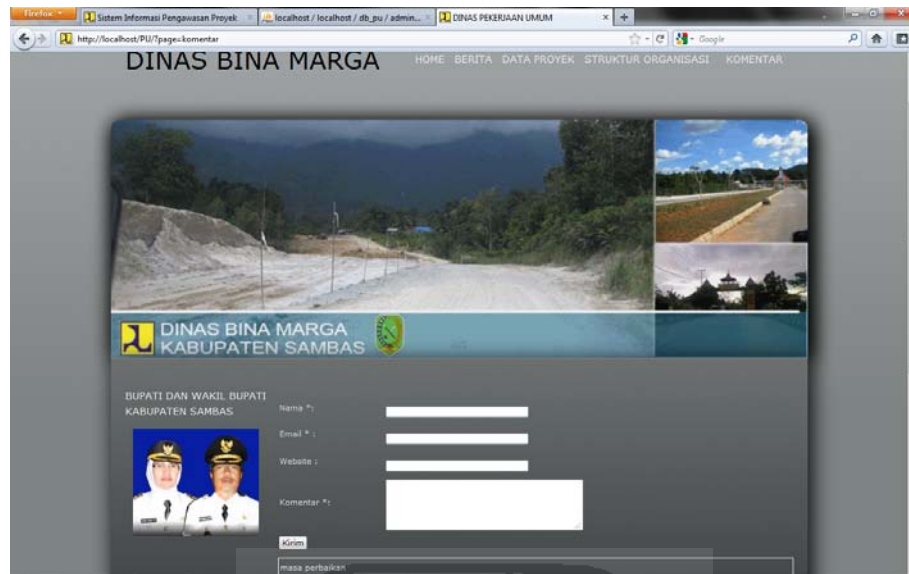 Firefox
Sistem Informasi Pengawasan Proyek
localhost / localhost / db_pu / admin...
DINAS PEKERJAAN UMUM
http://localhost/PU/?page=komentar
Google
DINAS BINA MARGA
HOME BERITA DATA PROYEK STRUKTUR ORGANISASI KOMENTAR
DINAS BINA MARGA
KABUPATEN SAMBAS
BUPATI DAN WAKIL BUPATI
KABUPATEN SAMBAS
Nama *:
Email * :
Website :
Komentar *:
Kirim
masa perbaikan